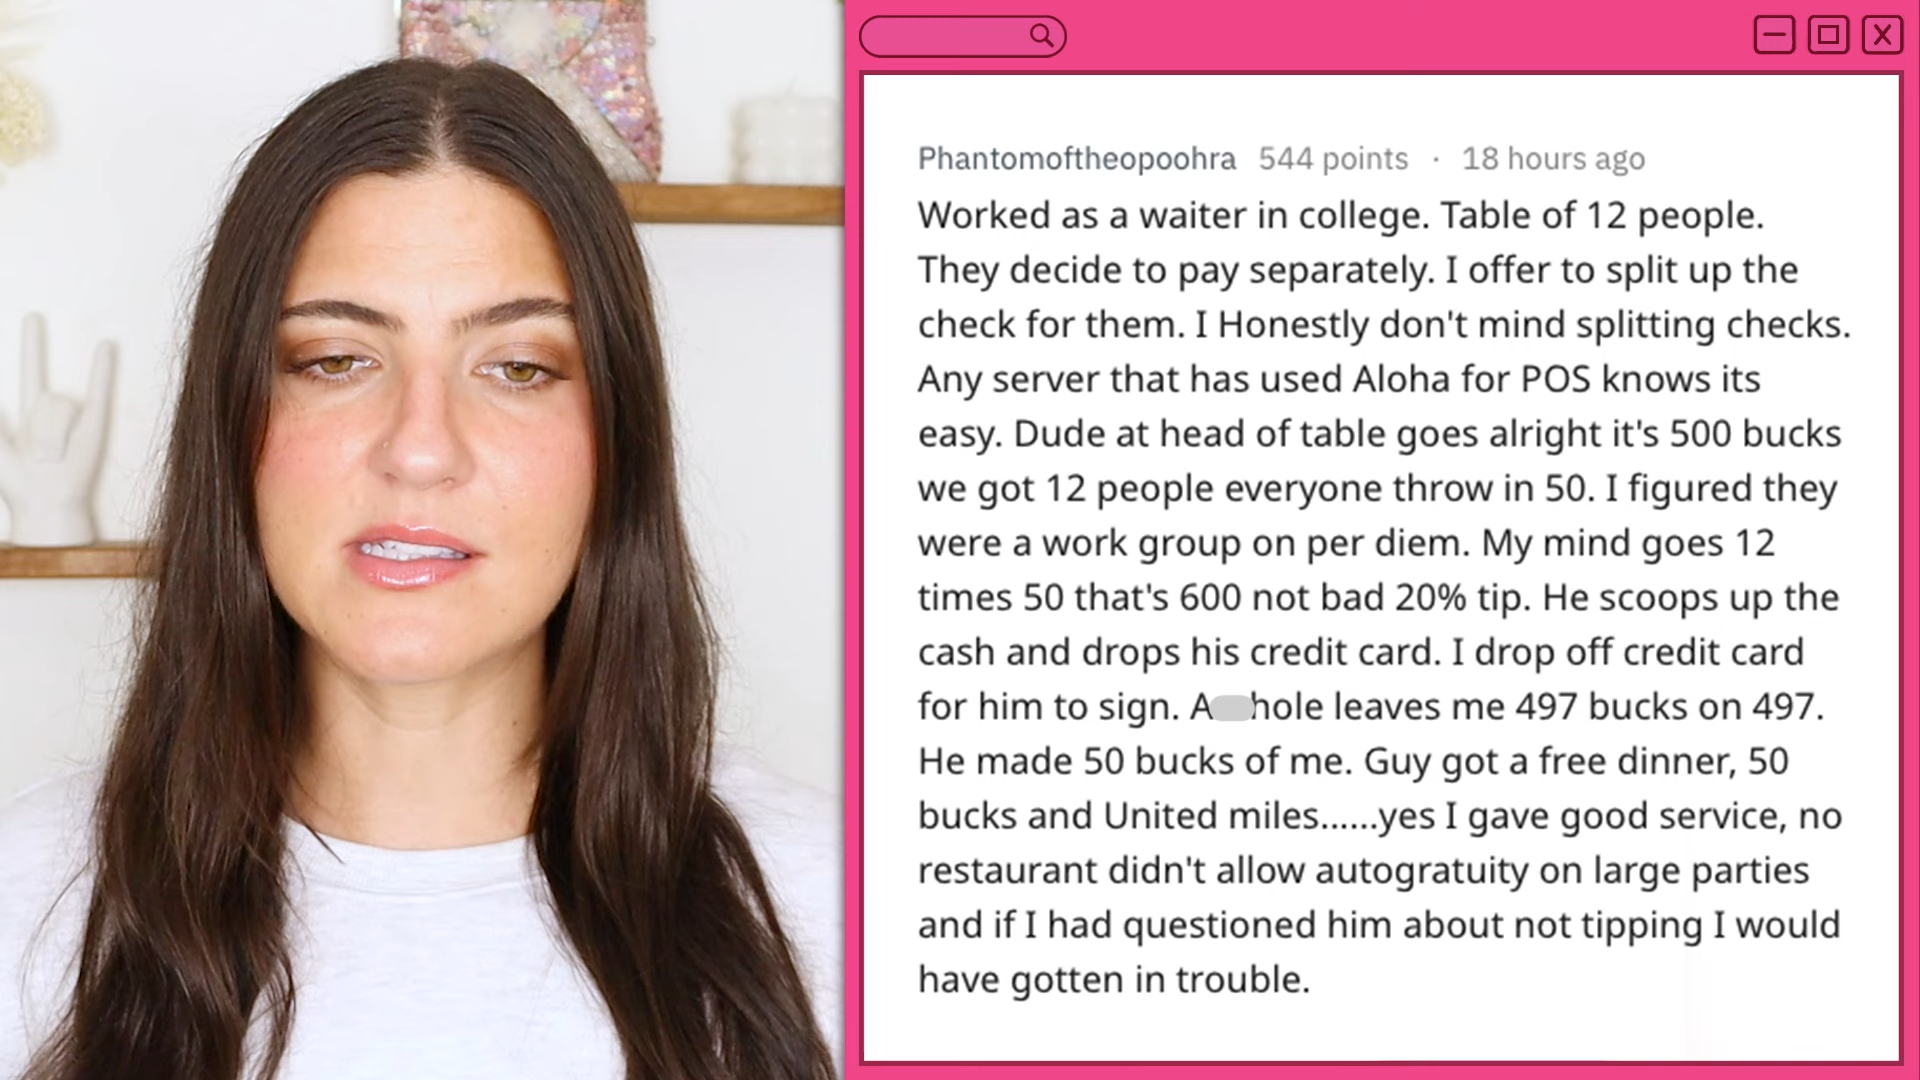 Phantomoftheopoohra 544 points · 18 hours ago
Worked as a waiter in college. Table of 12 people.
They decide to pay separately. I offer to split up the
check for them. I Honestly don't mind splitting checks.
Any server that has used Aloha for POS knows its
easy. Dude at head of table goes alright it's 500 bucks
we got 12 people everyone throw in 50. I figured they
were a work group on per diem. My mind goes 12
times 50 that's 600 not bad 20% tip. He scoops up the
cash and drops his credit card. I drop off credit card
for him to sign. A hole leaves me 497 bucks on 497.
He made 50 bucks of me. Guy got a free dinner, 50
bucks and United miles......yes I gave good service, no
restaurant didn't allow autogratuity on large parties
and if I had questioned him about not tipping I would
have gotten in trouble.